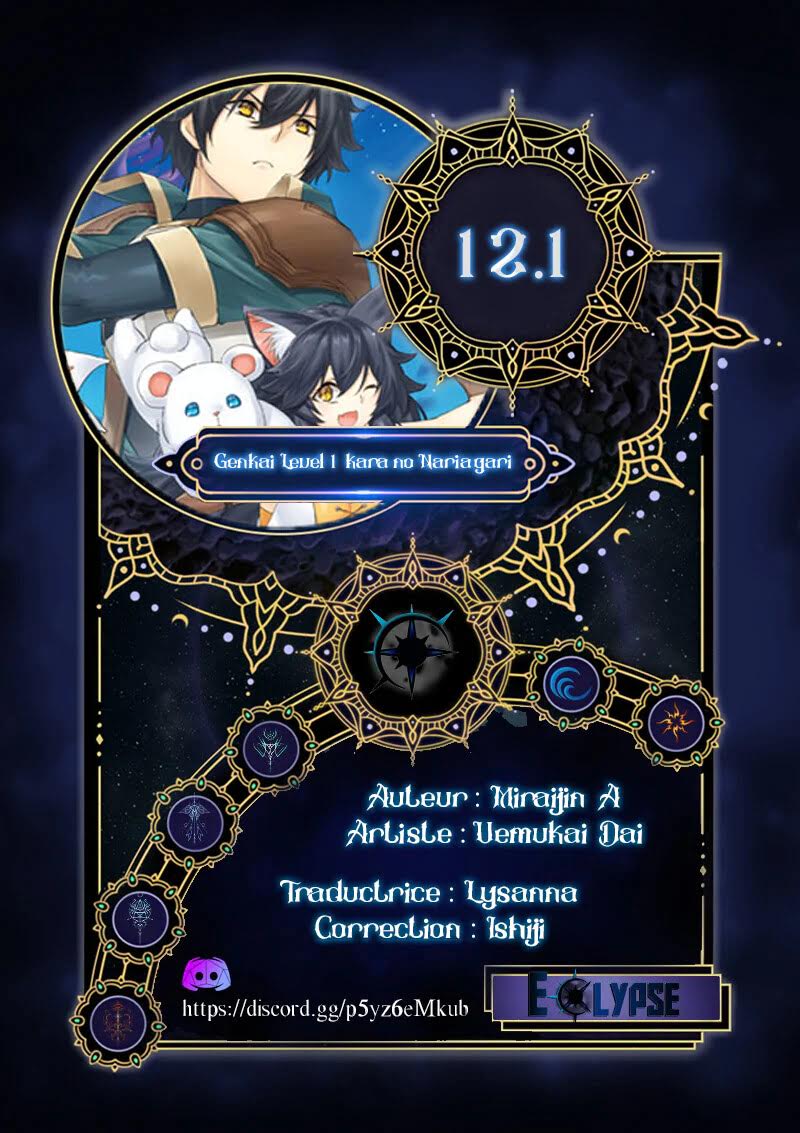 12.1
Genkai Level 1 kara no Nariagari
Auteur : Miraijin A
Artiste : Uemukai Dai
Traductrice : Lysanna
Correction : Ishiji
https://discord.gg/p5yz6eMkub
E-CLYPSE